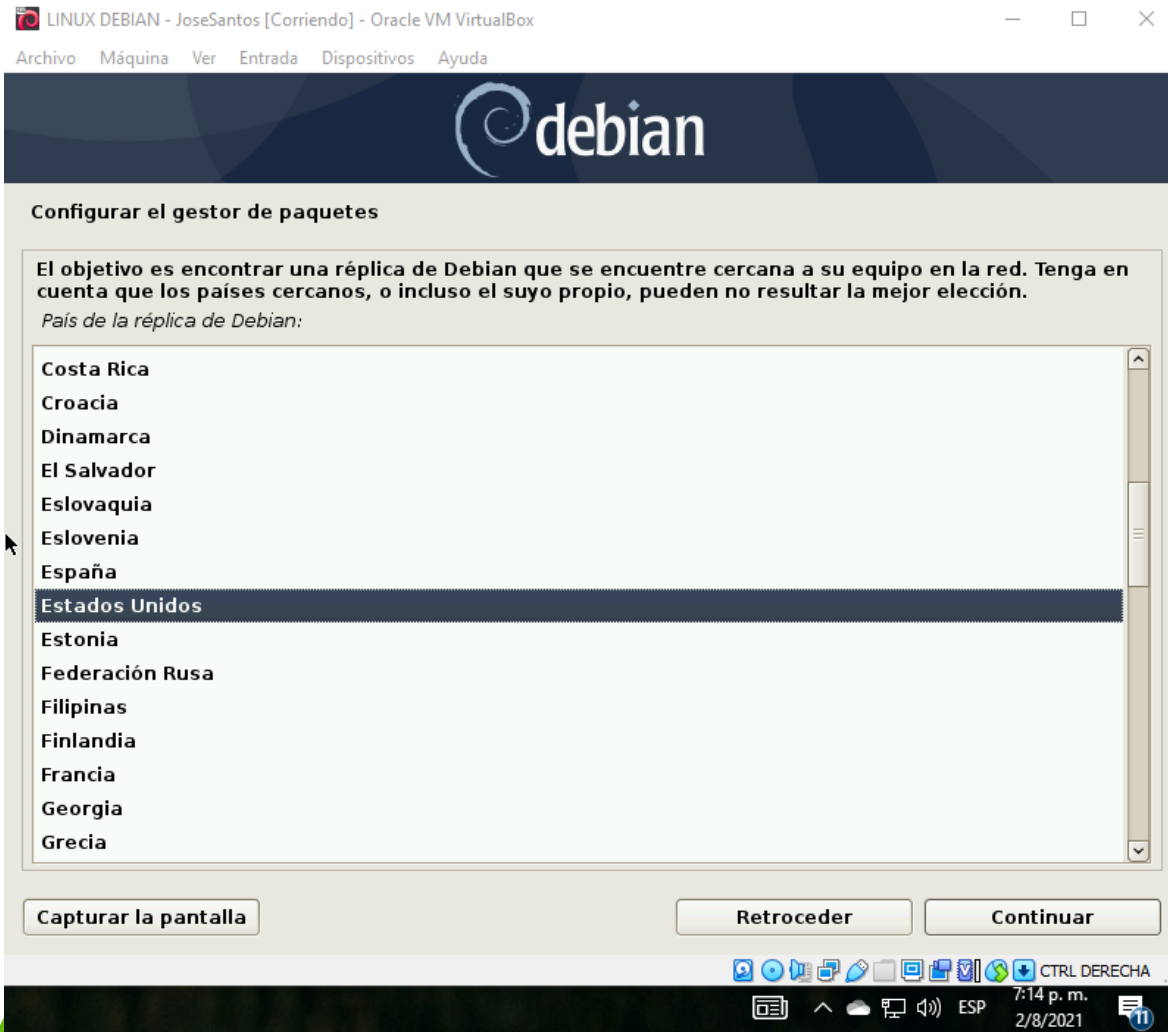 LINUX DEBIAN - JoseSantos [Corriendo] - Oracle VM VirtualBox
Archivo Máquina Ver Entrada Dispositivos Ayuda
debian
Configurar el gestor de paquetes
El objetivo es encontrar una réplica de Debian que se encuentre cercana a su equipo en la red. Tenga en
cuenta que los países cercanos, o incluso el suyo propio, pueden no resultar la mejor elección.
País de la réplica de Debian:
Costa Rica
Croacia
Dinamarca
El Salvador
Eslovaquia
Eslovenia
España
Estados Unidos
Estonia
Federación Rusa
Filipinas
Finlandia
Francia
Georgia
Grecia
Capturar la pantalla Retroceder Continuar
CTRL DERECHA
ESP 7:14 p. m.
2/8/2021 11